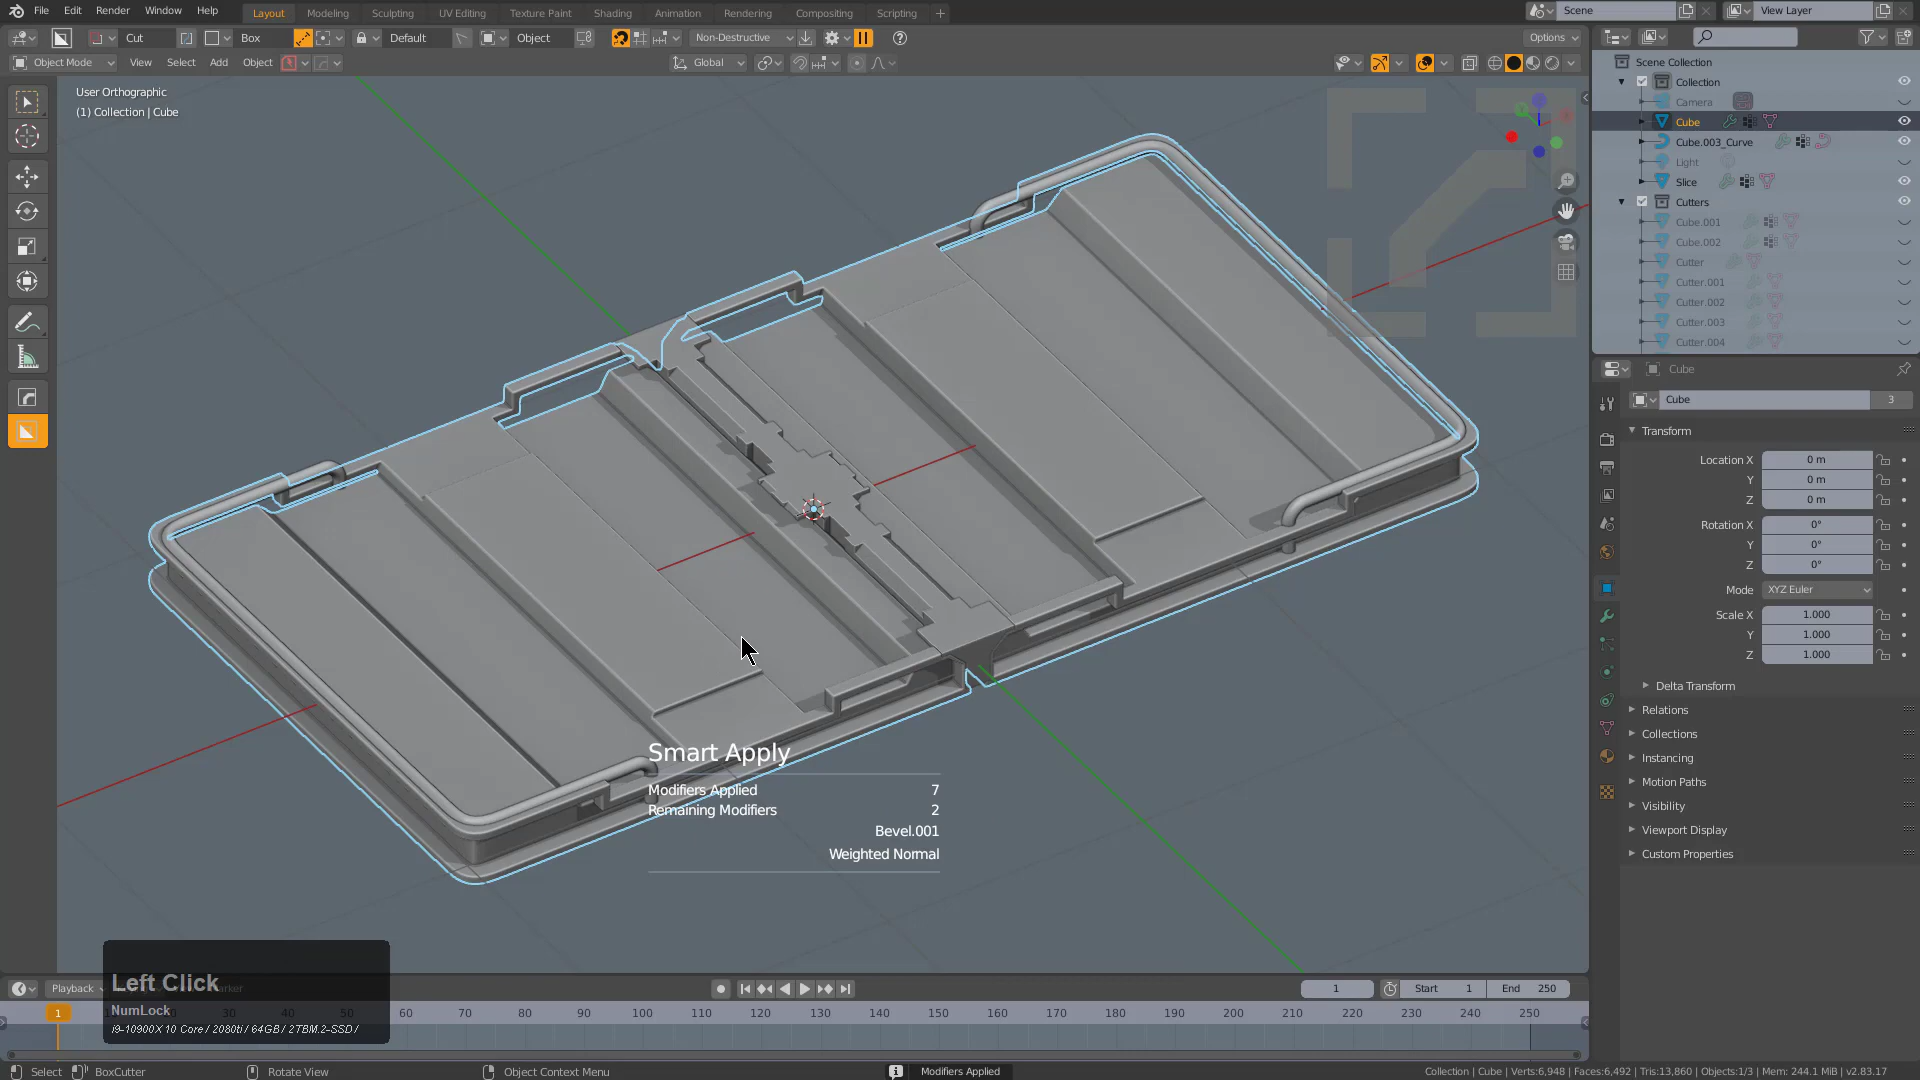 File Edit Render Window Help Layout Modeling Sculpting UV Editing Texture Paint Shading Animation Rendering Compositing Scripting + Scene View Layer
Cut Box Default Object Non-Destructive Options
Object Mode View Select Add Object Global
User Orthographic
(1) Collection | Cube
Scene Collection
Collection
Camera
Cube
Cube.003_Curve
Light
Slice
Cutters
Cube.001
Cube.002
Cutter
Cutter.001
Cutter.002
Cutter.003
Cutter.004
Cube
Cube 3
Transform
Location X 0 m
Y 0 m
Z 0 m
Rotation X 0°
Y 0°
Z 0°
Mode XYZ Euler
Scale X 1.000
Y 1.000
Z 1.000
Delta Transform
Relations
Collections
Instancing
Motion Paths
Visibility
Viewport Display
Custom Properties
Smart Apply
Modifiers Applied 7
Remaining Modifiers 2
Bevel.001
Weighted Normal
Left Click
NumLock
i9-10900X 10 Core / 2080ti / 64GB / 2TBM.2-SSD /
Playback 1 Start 1 End 250
1 20 30 40 50 60 70 80 90 100 110 120 130 140 150 160 170 180 190 200 210 220 230 240 250
Select BoxCutter Rotate View Object Context Menu Modifiers Applied Collection | Cube | Verts:6,948 | Faces:6,492 | Tris:13,860 | Objects:1/3 | Mem: 244.1 MiB | v2.83.17